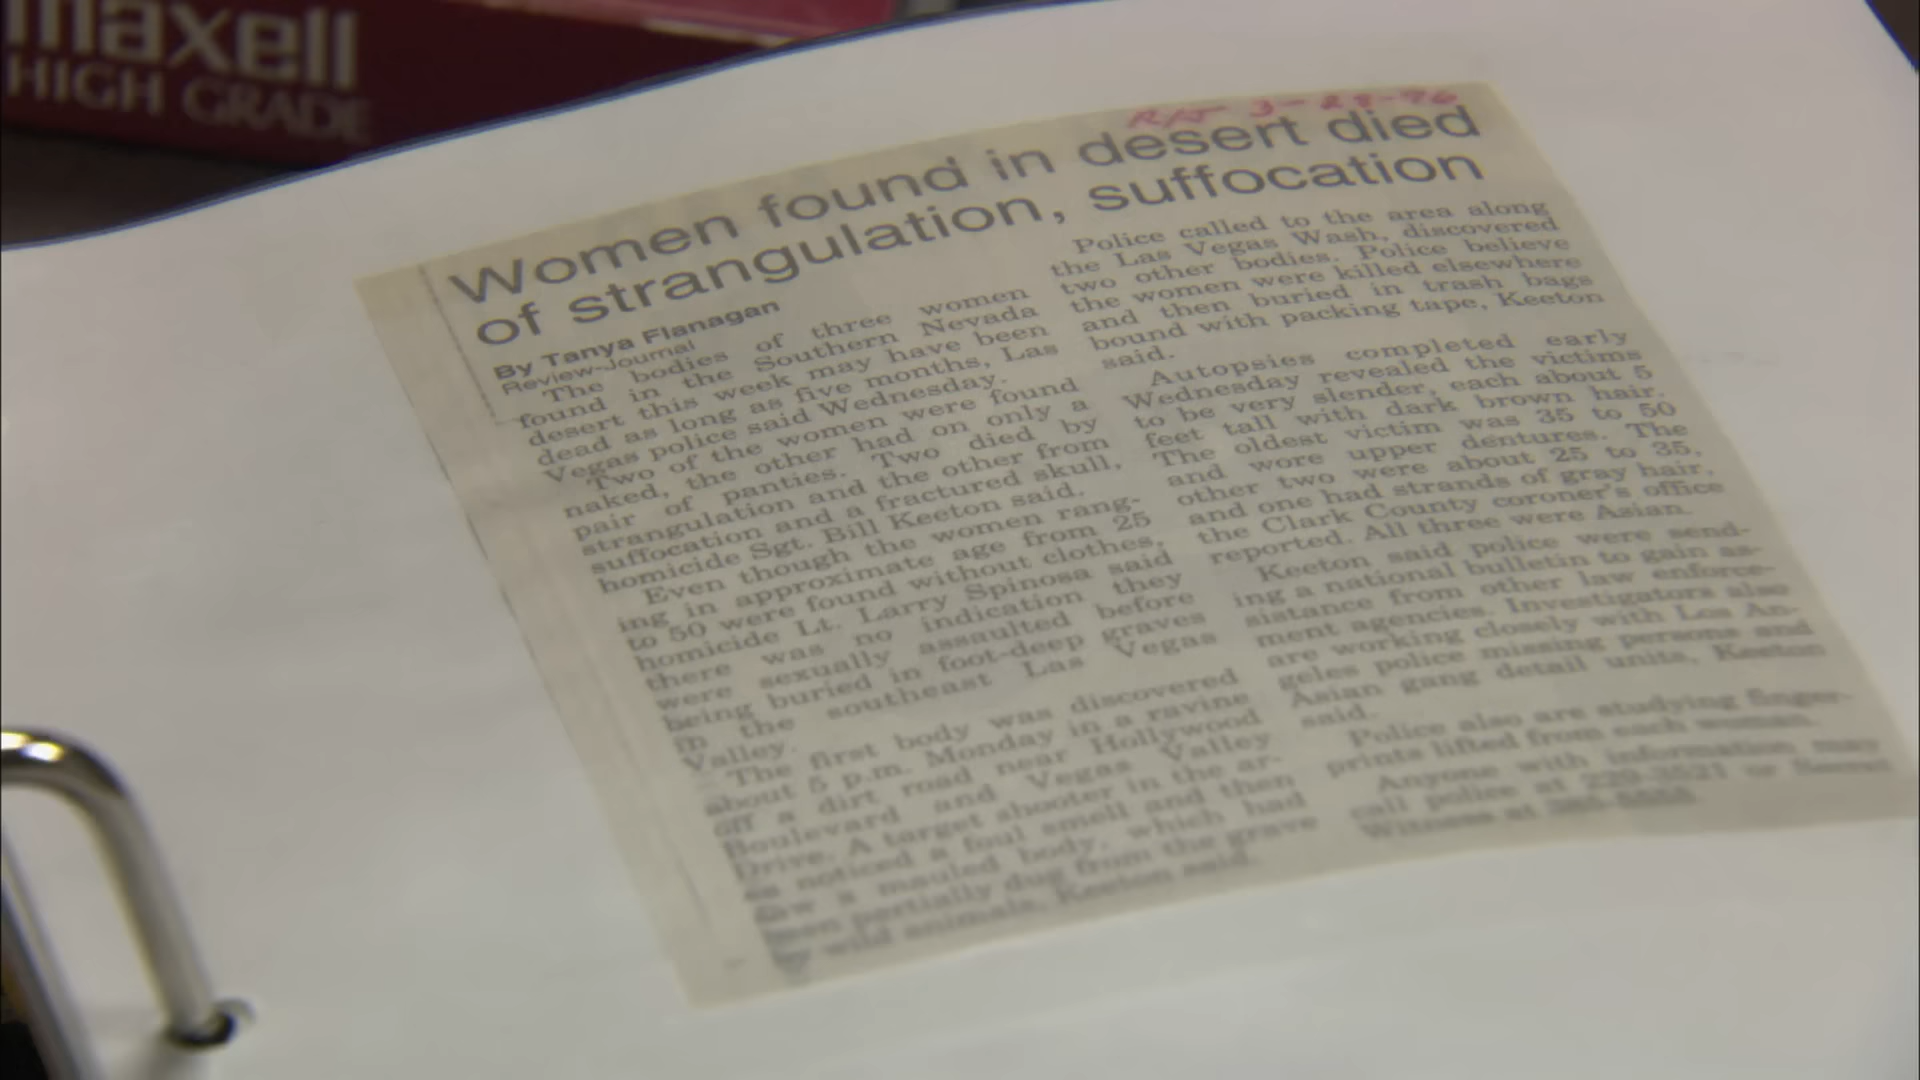 maxell
HIGH GRADE
3-28-96
Women found in desert died
of strangulation, suffocation
By Tanya Flanagan
Review-Journal
The bodies of three women
found in the Southern Nevada
desert this week may have been
dead as long as five months, Las
Vegas police said Wednesday.
Two of the women were found
naked, the other had on only a
pair of panties. Two died by
strangulation and the other from
suffocation and a fractured skull,
homicide Sgt. Bill Keeton said.
Even though the women rang-
ing in approximate age from 25
to 50 were found without clothes,
homicide Lt. Larry Spinosa said
there was no indication they
were sexually assaulted before
being buried in foot-deep graves
in the southeast Las Vegas
Valley.
The first body was discovered
about 5 p.m. Monday in a ravine
off a dirt road near Hollywood
Boulevard and Vegas Valley
Drive. A target shooter in the ar-
ea noticed a foul smell and then
saw a mauled body, which had
been partially dug from the grave
by wild animals, Keeton said.
Police called to the area along
the Las Vegas Wash, discovered
two other bodies. Police believe
the women were killed elsewhere
and then buried in trash bags
bound with packing tape, Keeton
said.
Autopsies completed early
Wednesday revealed the victims
to be very slender, each about 5
feet tall with dark brown hair.
The oldest victim was 35 to 50
and wore upper dentures. The
other two were about 25 to 35,
and one had strands of gray hair,
the Clark County coroner's office
reported. All three were Asian.
Keeton said police were send-
ing a national bulletin to gain as-
sistance from other law enforce-
ment agencies. Investigators also
are working closely with Los An-
geles police missing persons and
Asian gang detail units, Keeton
said.
Police also are studying finger-
prints lifted from each woman.
Anyone with information may
call police at 229-3521 or Secret
Witness at